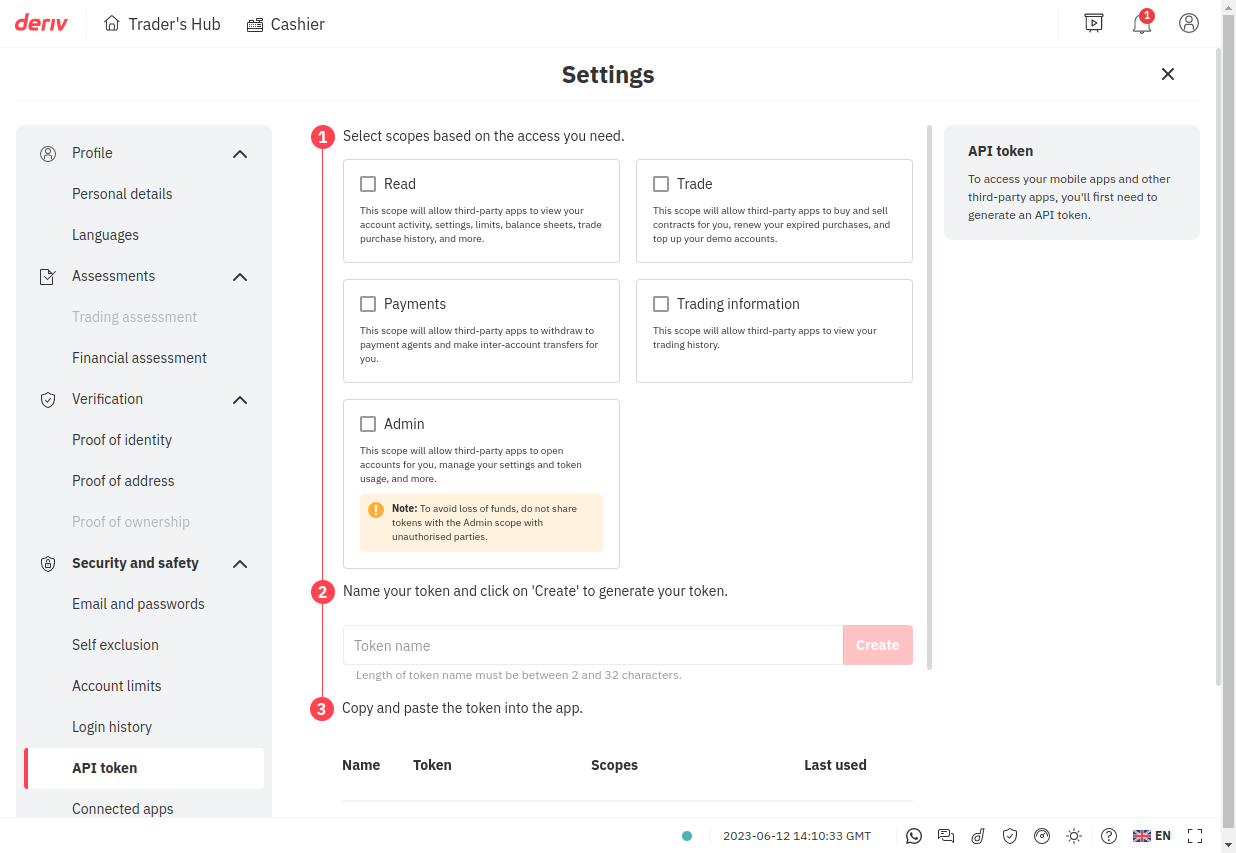 deriv
Trader's Hub
Cashier
1
Settings
Profile
Personal details
Languages
Assessments
Trading assessment
Financial assessment
Verification
Proof of identity
Proof of address
Proof of ownership
Security and safety
Email and passwords
Self exclusion
Account limits
Login history
API token
Connected apps
1
Select scopes based on the access you need.
Read
This scope will allow third-party apps to view your
account activity, settings, limits, balance sheets, trade
purchase history, and more.
Trade
This scope will allow third-party apps to buy and sell
contracts for you, renew your expired purchases, and
top up your demo accounts.
Payments
This scope will allow third-party apps to withdraw to
payment agents and make inter-account transfers for
you.
Trading information
This scope will allow third-party apps to view your
trading history.
Admin
This scope will allow third-party apps to open
accounts for you, manage your settings and token
usage, and more.
Note: To avoid loss of funds, do not share
tokens with the Admin scope with
unauthorised parties.
2
Name your token and click on 'Create' to generate your token.
Token name
Create
Length of token name must be between 2 and 32 characters.
3
Copy and paste the token into the app.
Name Token Scopes Last used
API token
To access your mobile apps and other
third-party apps, you'll first need to
generate an API token.
2023-06-12 14:10:33 GMT
EN